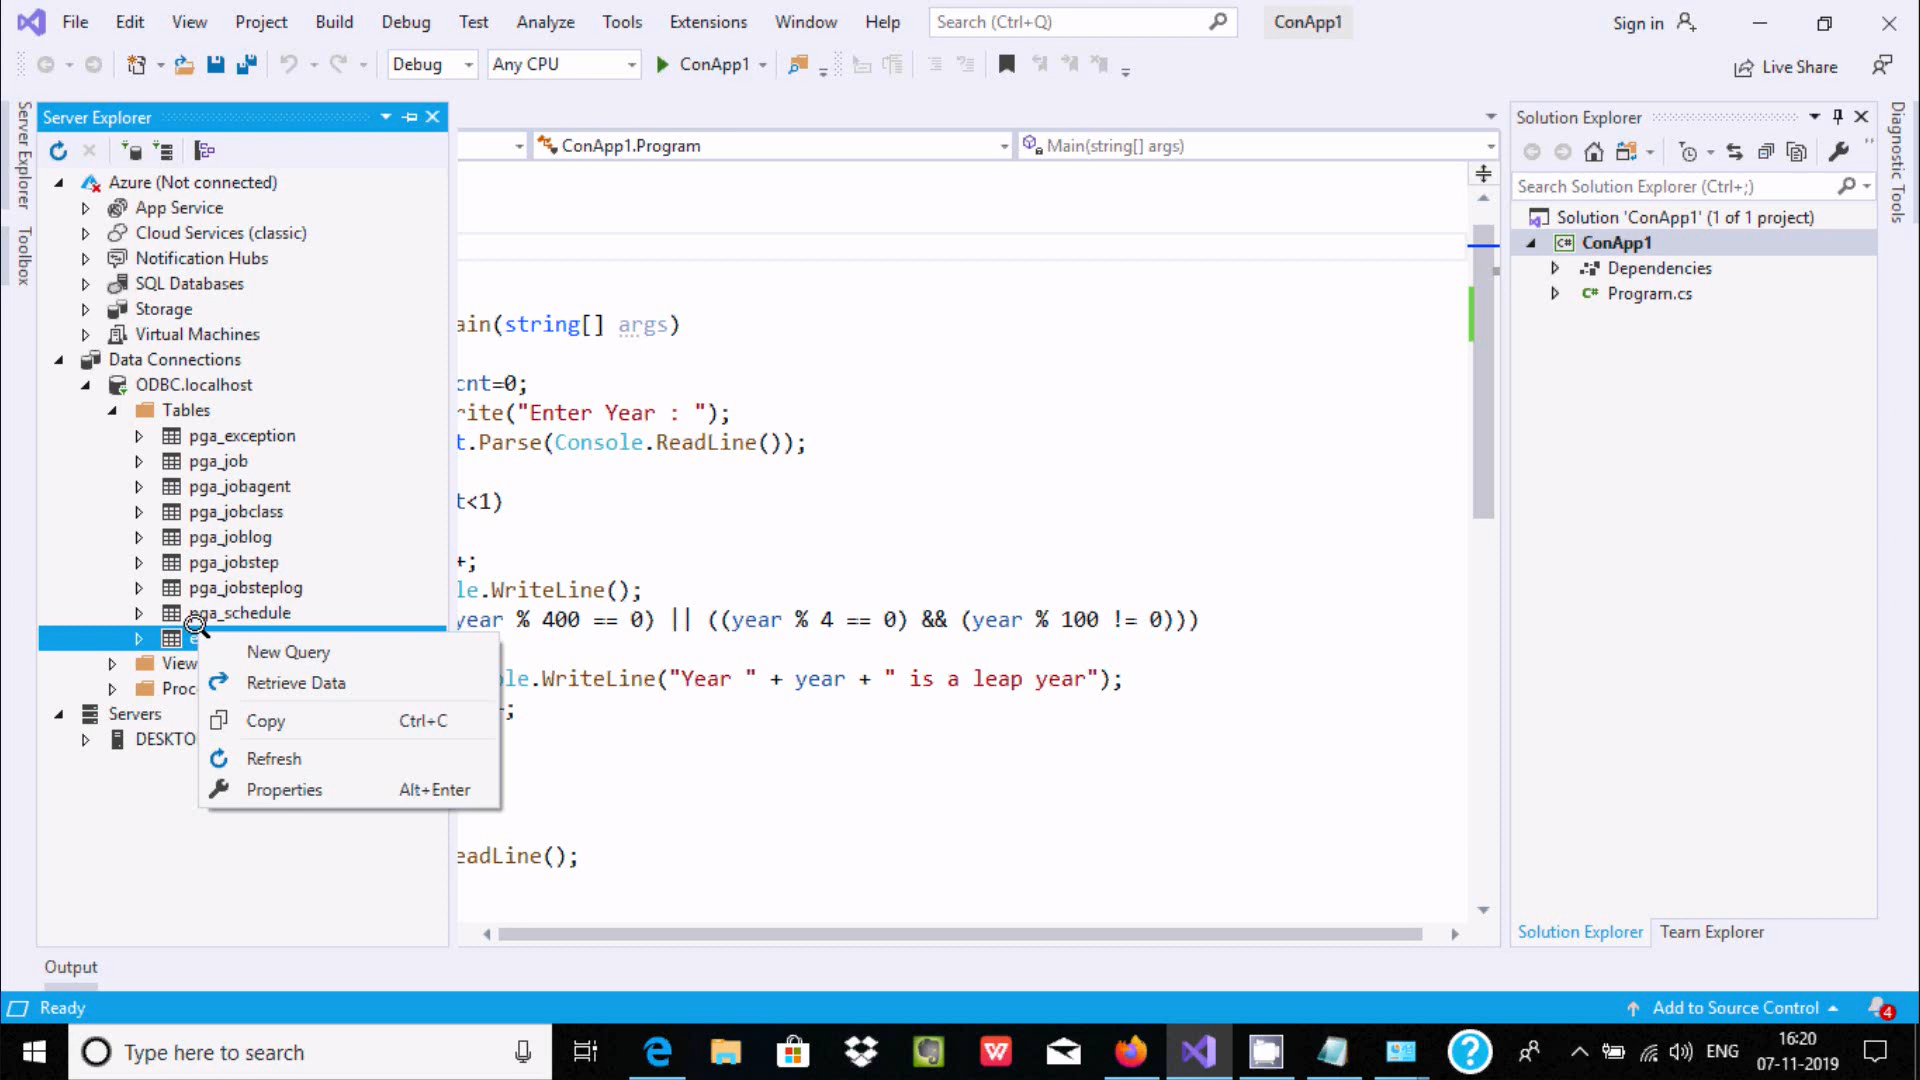 File Edit View Project Build Debug Test Analyze Tools Extensions Window Help Search (Ctrl+Q) ConApp1 Sign in
Debug Any CPU ConApp1 Live Share
Server Explorer
Toolbox
Server Explorer
Azure (Not connected)
App Service
Cloud Services (classic)
Notification Hubs
SQL Databases
Storage
Virtual Machines
Data Connections
ODBC.localhost
Tables
pga_exception
pga_job
pga_jobagent
pga_jobclass
pga_joblog
pga_jobstep
pga_jobsteplog
pga_schedule
e
View
Proc
Servers
DESKTO
New Query
Retrieve Data
Copy Ctrl+C
Refresh
Properties Alt+Enter
ConApp1.Program Main(string[] args)
ain(string[] args)
cnt=0;
rite("Enter Year : ");
t.Parse(Console.ReadLine());
t<1)
+;
le.WriteLine();
year % 400 == 0) || ((year % 4 == 0) && (year % 100 != 0)))
ole.WriteLine("Year " + year + " is a leap year");
;
eadLine();
Solution Explorer
Search Solution Explorer (Ctrl+;)
Solution 'ConApp1' (1 of 1 project)
C# ConApp1
Dependencies
C# Program.cs
Solution Explorer Team Explorer
Diagnostic Tools
Output
Ready Add to Source Control 4
Type here to search ENG 16:20
07-11-2019